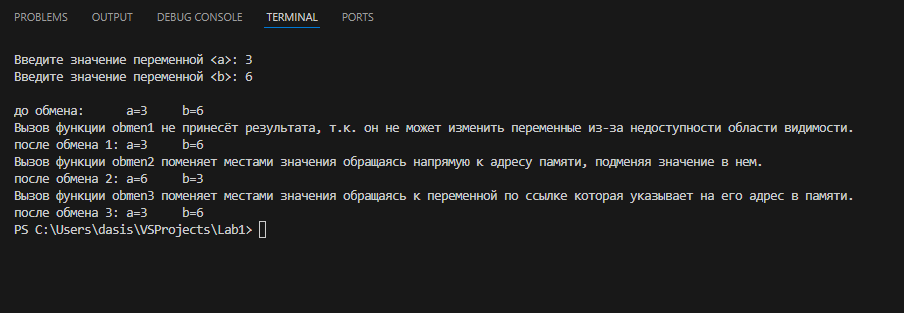 PROBLEMS OUTPUT DEBUG CONSOLE TERMINAL PORTS
Введите значение переменной <a>: 3
Введите значение переменной <b>: 6
до обмена: a=3 b=6
Вызов функции obmen1 не принесёт результата, т.к. он не может изменить переменные из-за недоступности области видимости.
после обмена 1: a=3 b=6
Вызов функции obmen2 поменяет местами значения обращаясь напрямую к адресу памяти, подменяя значение в нем.
после обмена 2: a=6 b=3
Вызов функции obmen3 поменяет местами значения обращаясь к переменной по ссылке которая указывает на его адрес в памяти.
после обмена 3: a=3 b=6
PS C:\Users\dasis\VSProjects\Lab1>